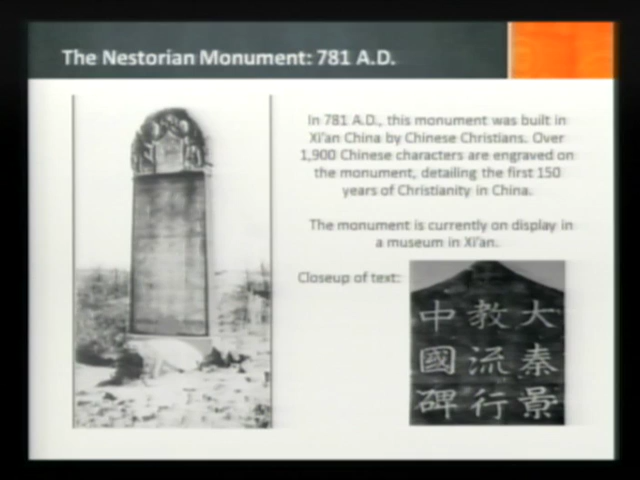 The Nestorian Monument: 781 A.D.
In 781 A.D., this monument was built in
Xi'an China by Chinese Christians. Over
1,900 Chinese characters are engraved on
the monument, detailing the first 150
years of Christianity in China.
The monument is currently on display in
a museum in Xi'an.
Closeup of text:
大秦景
教流行
中國碑